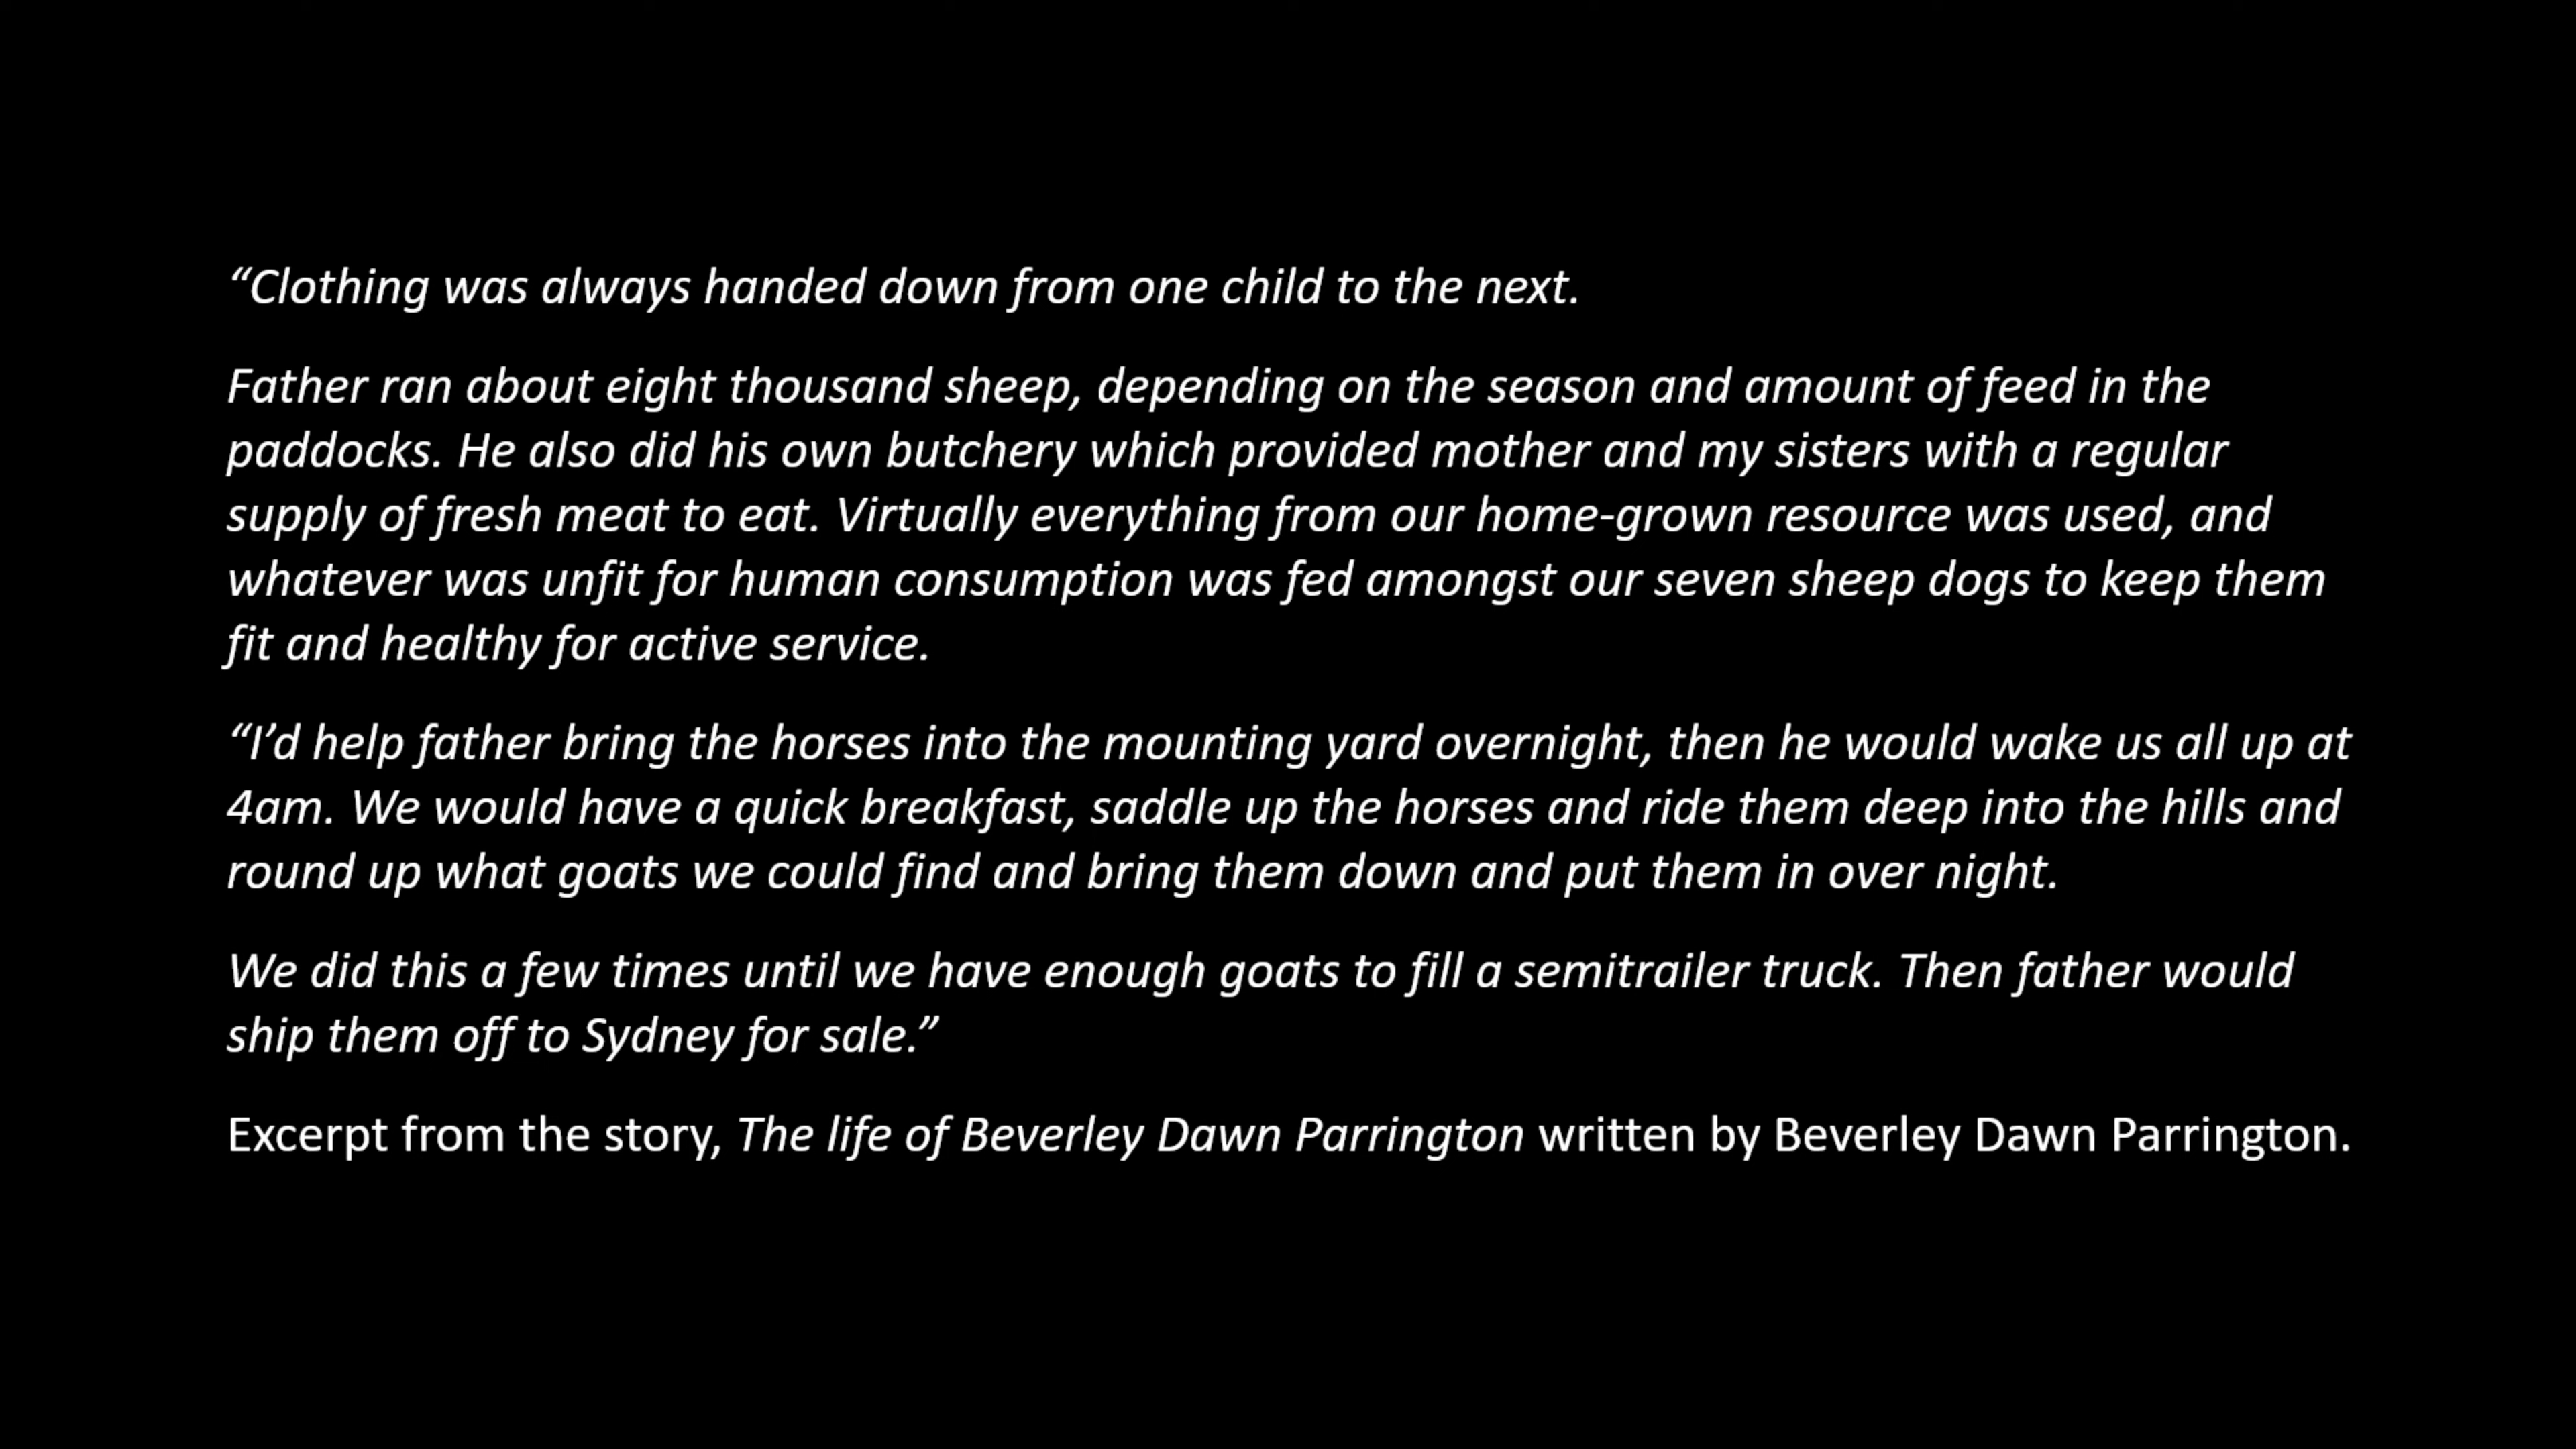 “Clothing was always handed down from one child to the next.
Father ran about eight thousand sheep, depending on the season and amount of feed in the
paddocks. He also did his own butchery which provided mother and my sisters with a regular
supply of fresh meat to eat. Virtually everything from our home-grown resource was used, and
whatever was unfit for human consumption was fed amongst our seven sheep dogs to keep them
fit and healthy for active service.
“I’d help father bring the horses into the mounting yard overnight, then he would wake us all up at
4am. We would have a quick breakfast, saddle up the horses and ride them deep into the hills and
round up what goats we could find and bring them down and put them in over night.
We did this a few times until we have enough goats to fill a semitrailer truck. Then father would
ship them off to Sydney for sale.”
Excerpt from the story, The life of Beverley Dawn Parrington written by Beverley Dawn Parrington.